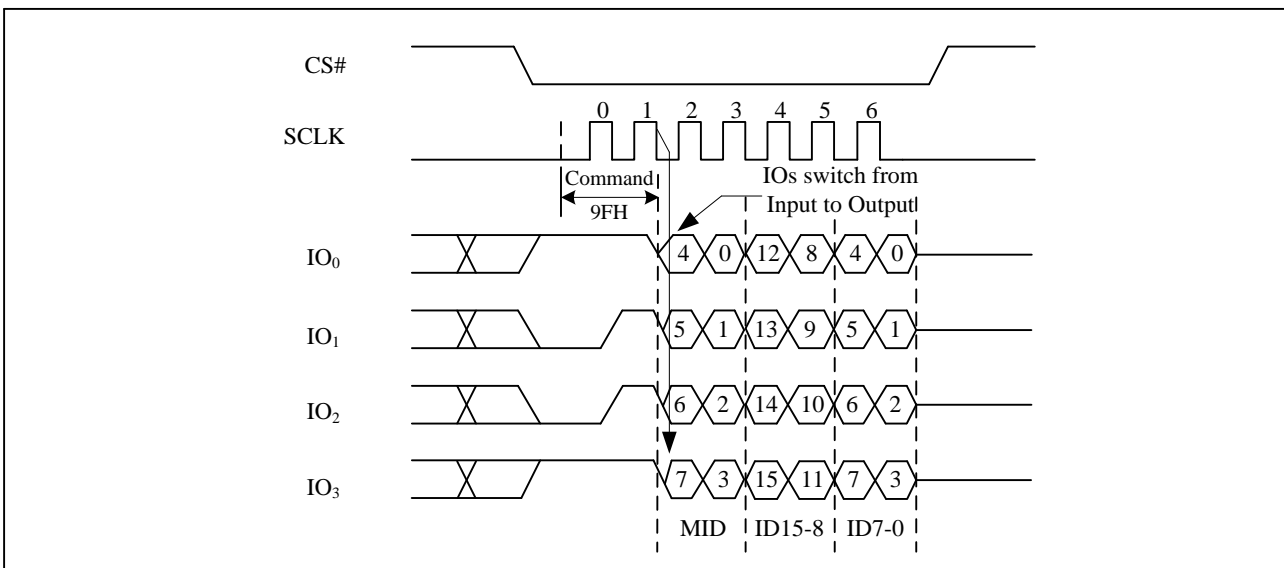 CS#
0 1 2 3 4 5 6
SCLK
Command
9FH
IOs switch from
Input to Output
IO₀ 4 0 12 8 4 0
IO₁ 5 1 13 9 5 1
IO₂ 6 2 14 10 6 2
IO₃ 7 3 15 11 7 3
MID ID15-8 ID7-0